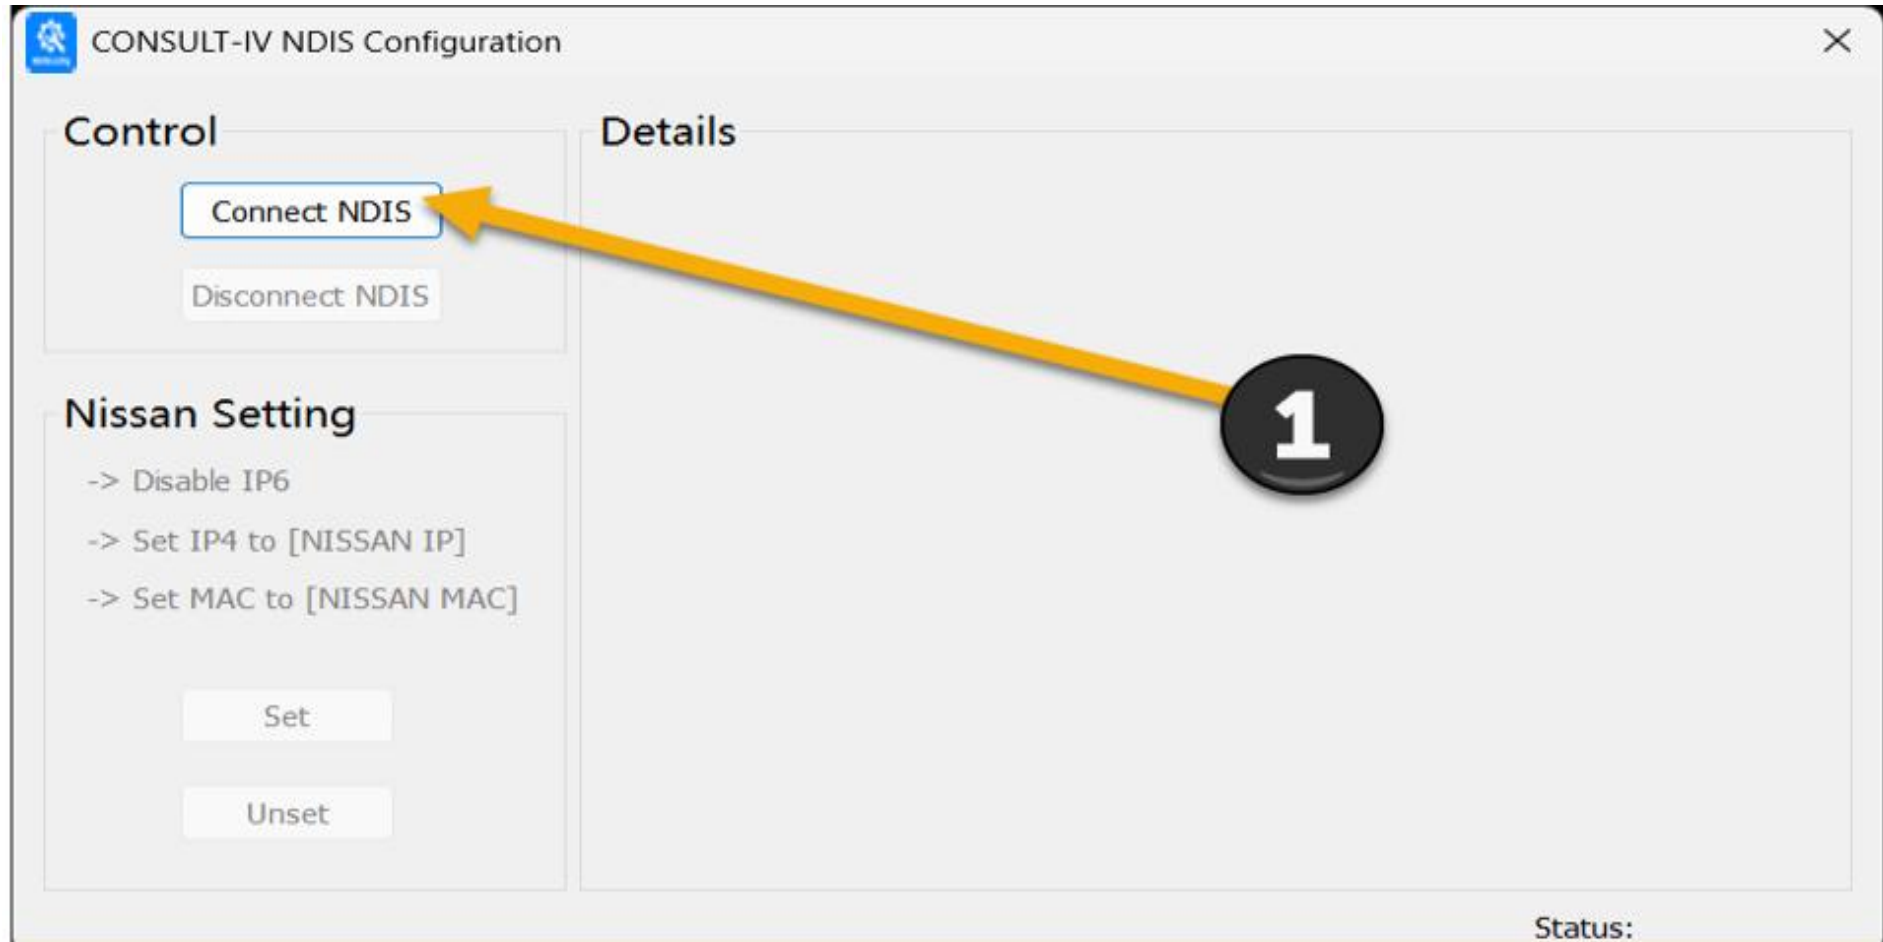 CONSULT-IV NDIS Configuration
Control
Connect NDIS
Disconnect NDIS
Nissan Setting
-> Disable IP6
-> Set IP4 to [NISSAN IP]
-> Set MAC to [NISSAN MAC]
Set
Unset
Details
1
Status: